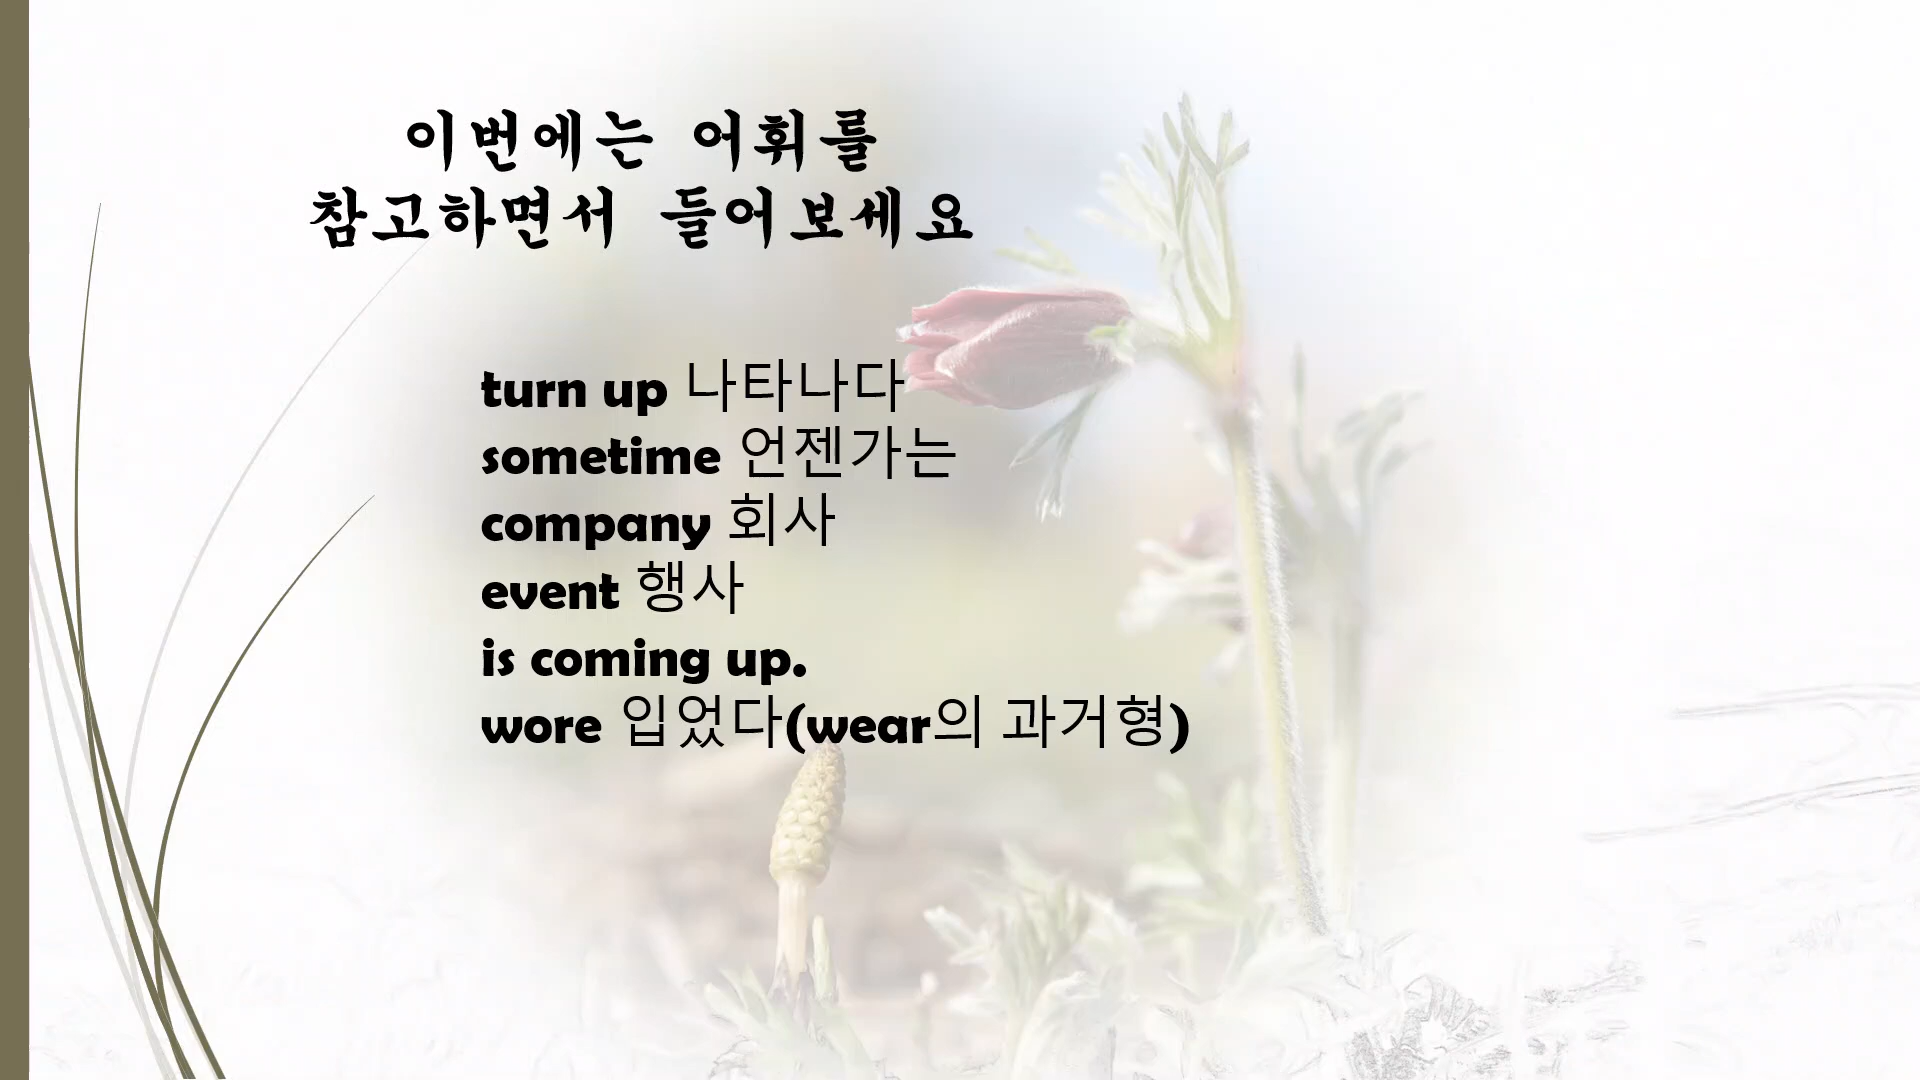 이번에는 어휘를
참고하면서 들어보세요
turn up 나타나다
sometime 언젠가는
company 회사
event 행사
is coming up.
wore 입었다(wear의 과거형)